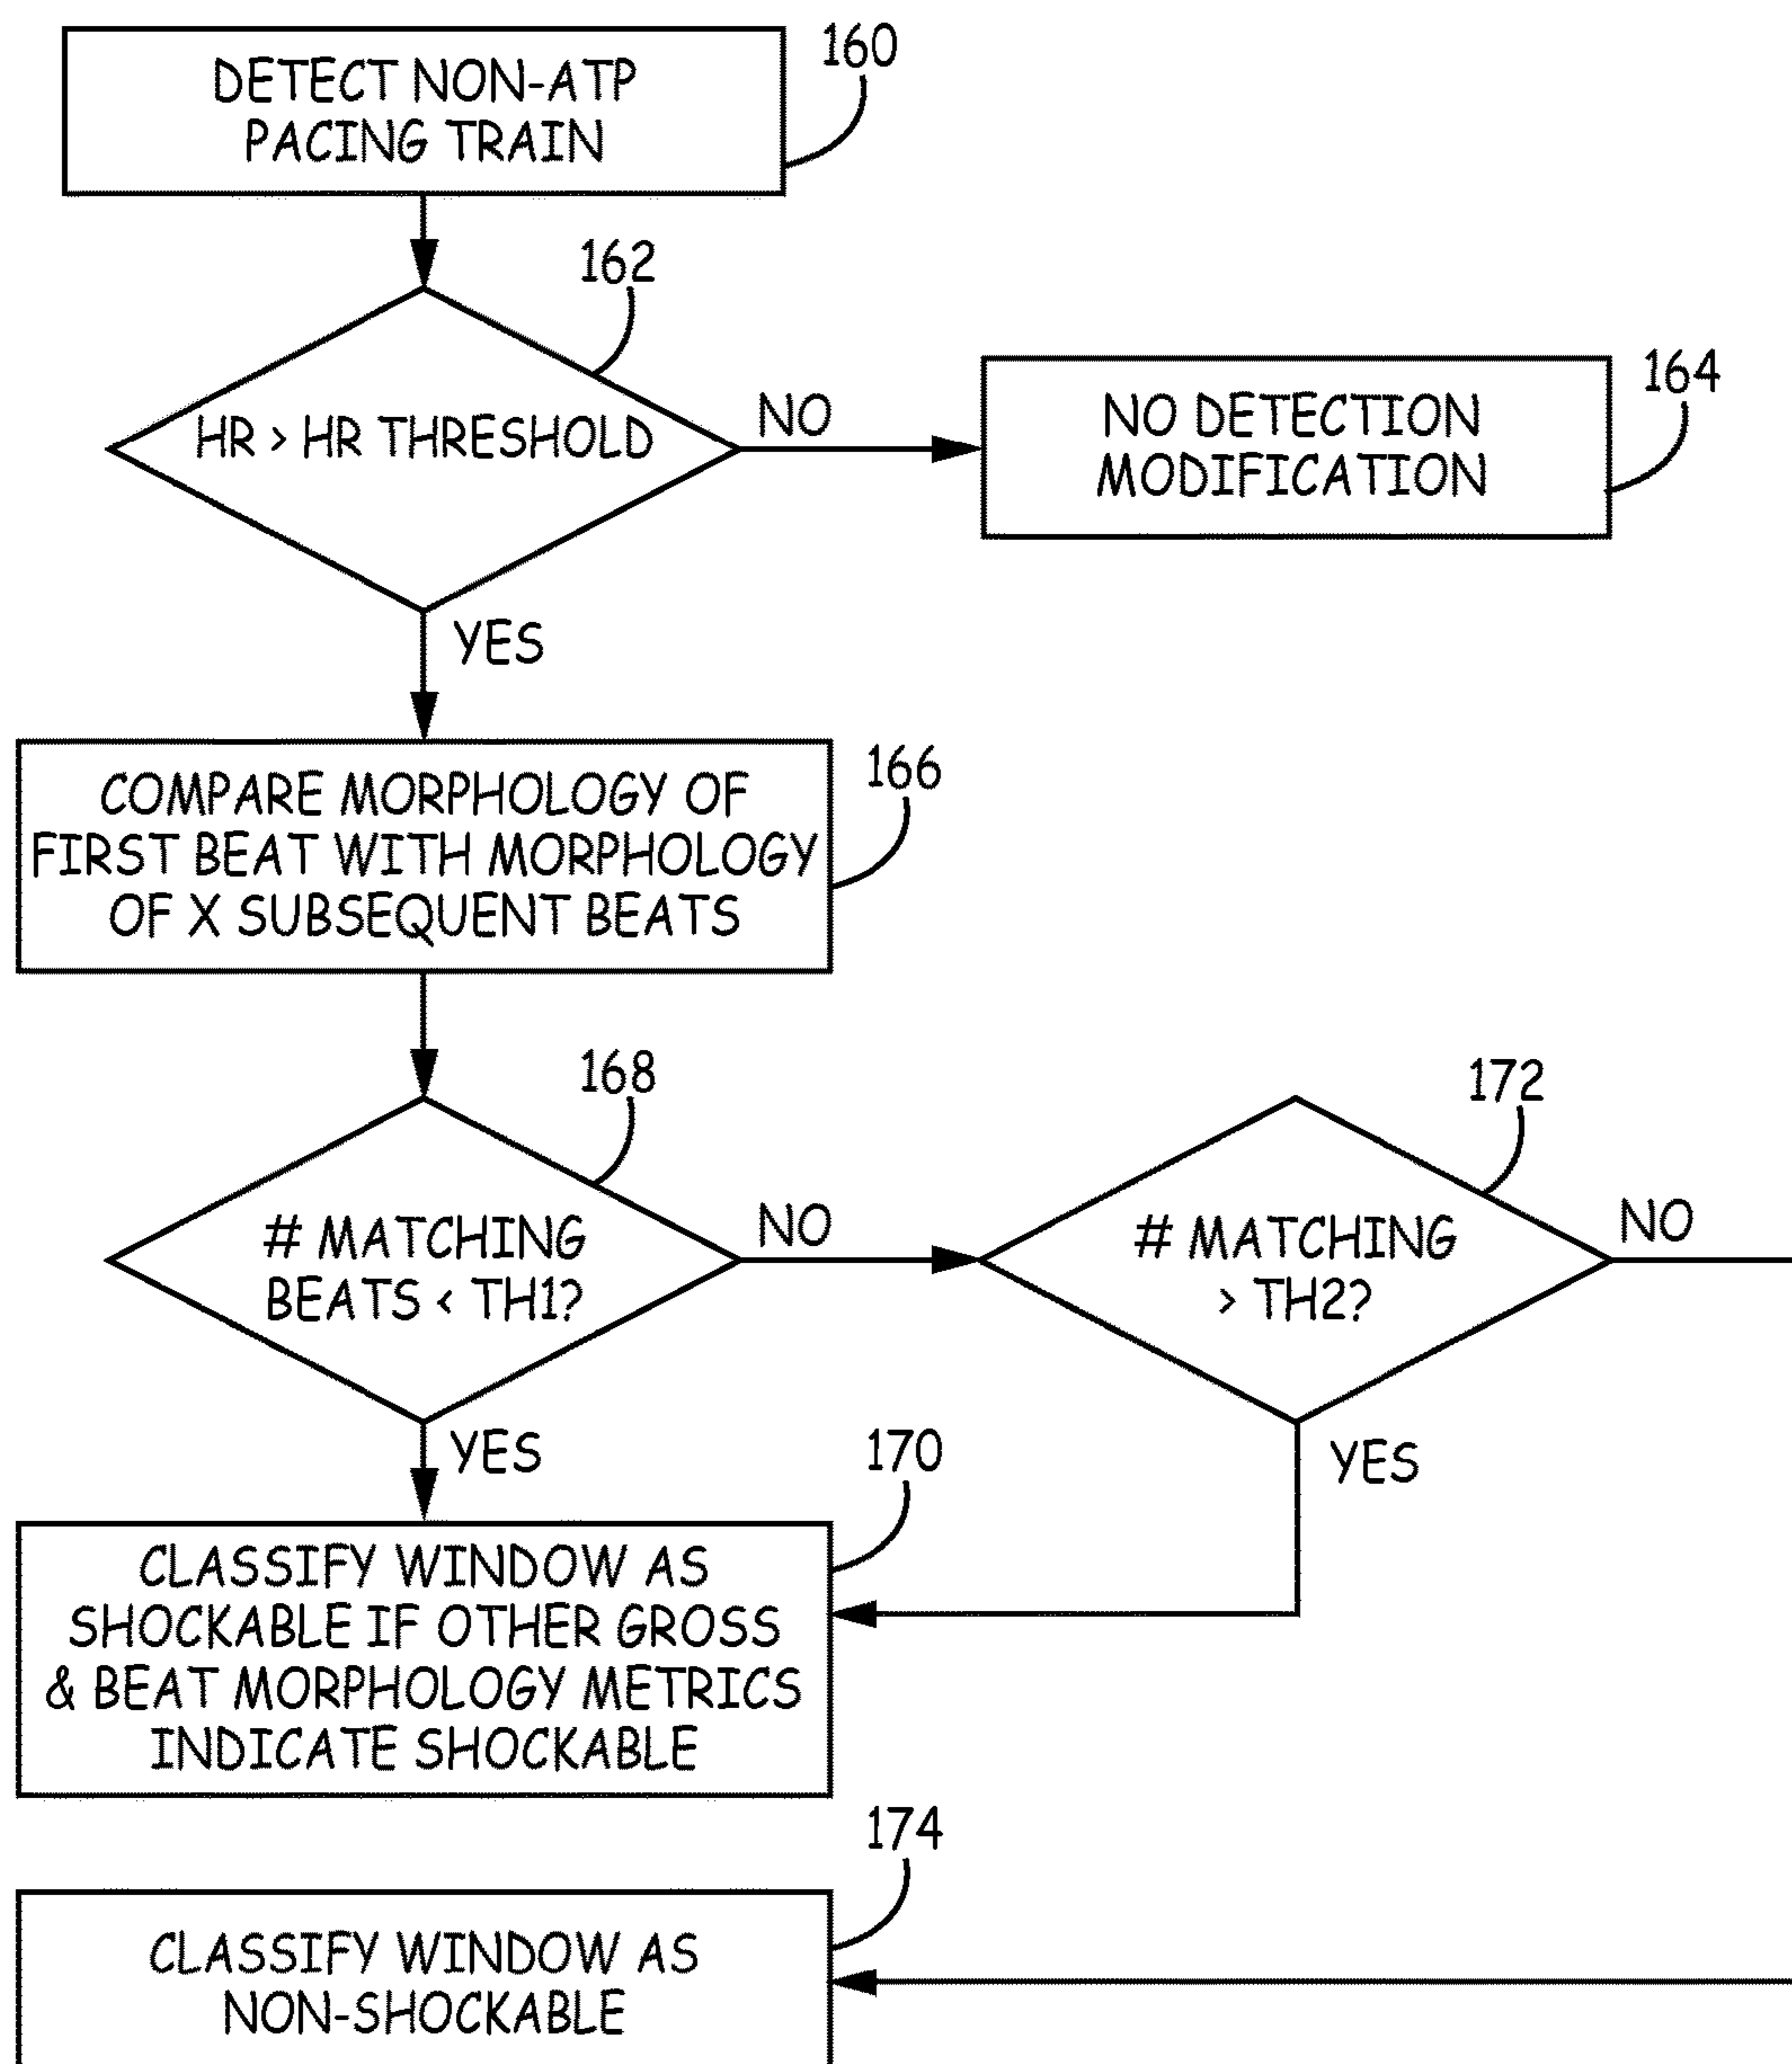 DETECT NON-ATP
PACING TRAIN
160
162
HR > HR THRESHOLD
NO
NO DETECTION
MODIFICATION
164
YES
COMPARE MORPHOLOGY OF
FIRST BEAT WITH MORPHOLOGY
OF X SUBSEQUENT BEATS
166
168
# MATCHING
BEATS < TH1?
NO
172
# MATCHING
> TH2?
NO
YES
YES
170
CLASSIFY WINDOW AS
SHOCKABLE IF OTHER GROSS
& BEAT MORPHOLOGY METRICS
INDICATE SHOCKABLE
174
CLASSIFY WINDOW AS
NON-SHOCKABLE